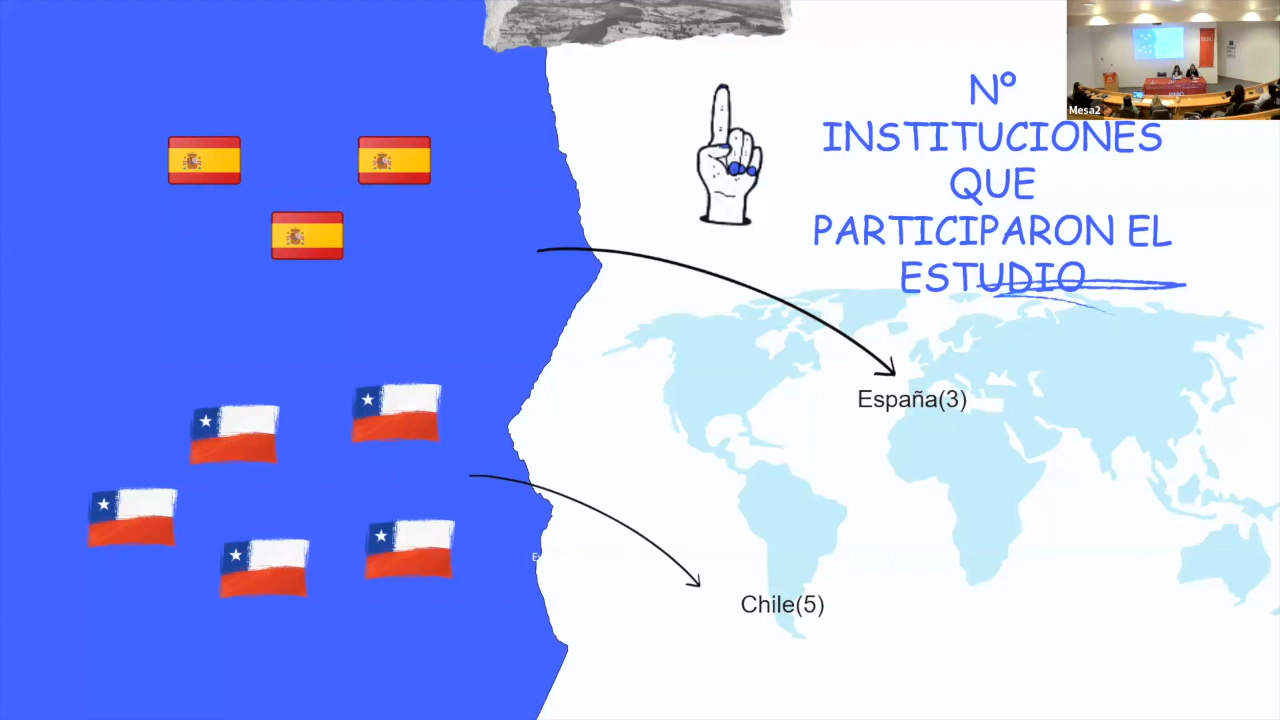 Nº
INSTITUCIONES
QUE
PARTICIPARON EL
ESTUDIO
Mesa2
España(3)
Chile(5)